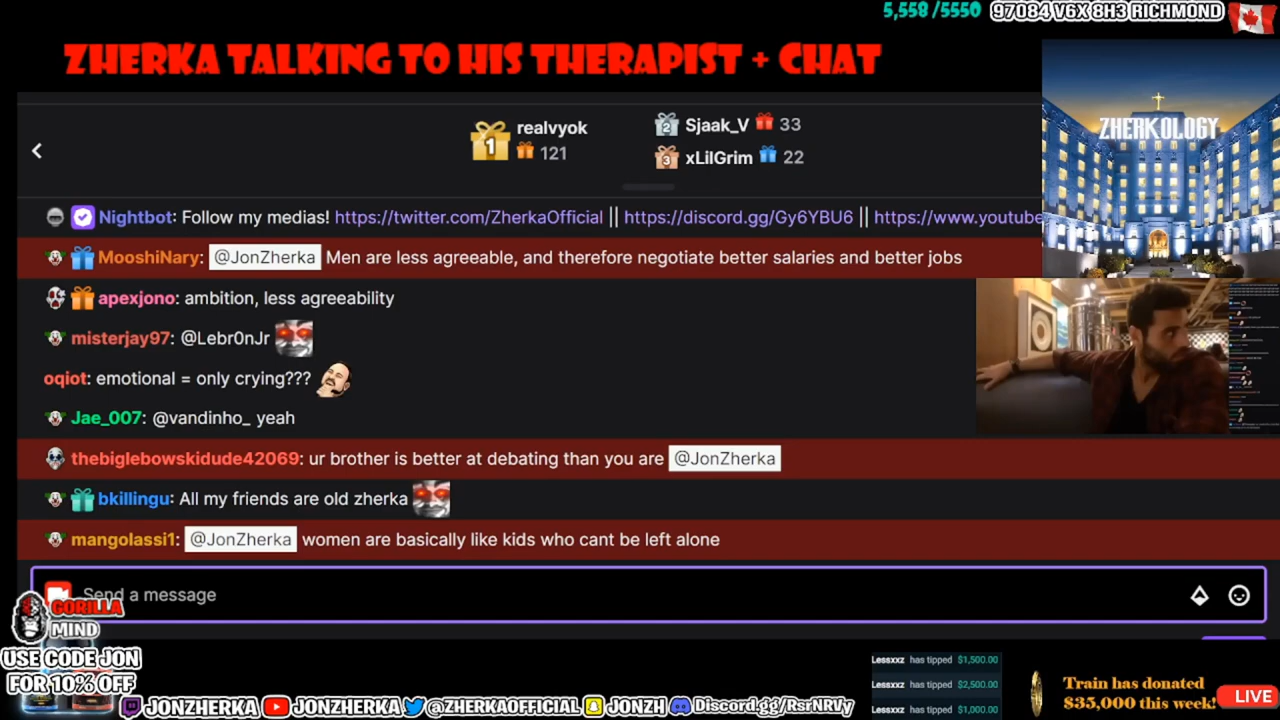 5,558 /5550
97084 V6X 8H3 RICHMOND
ZHERKA TALKING TO HIS THERAPIST + CHAT
ZHERKOLOGY
1 realvyok
121
2 Sjaak_V 33
3 xLilGrim 22
Nightbot: Follow my medias! https://twitter.com/ZherkaOfficial || https://discord.gg/Gy6YBU6 || https://www.youtube
MooshiNary: @JonZherka Men are less agreeable, and therefore negotiate better salaries and better jobs
apexjono: ambition, less agreeability
misterjay97: @Lebr0nJr
oqiot: emotional = only crying???
Jae_007: @vandinho_ yeah
thebiglebowskidude42069: ur brother is better at debating than you are @JonZherka
bkillingu: All my friends are old zherka
mangolassi1: @JonZherka women are basically like kids who cant be left alone
Send a message
GORILLA
MIND
USE CODE JON
FOR 10% OFF
JONZHERKA JONZHERKA @ZHERKAOFFICIAL JONZH Discord.gg/RsrNRVy
Lessxxz has tipped $1,500.00
Lessxxz has tipped $2,500.00
Lessxxz has tipped $1,000.00
Train has donated
$35,000 this week!
LIVE